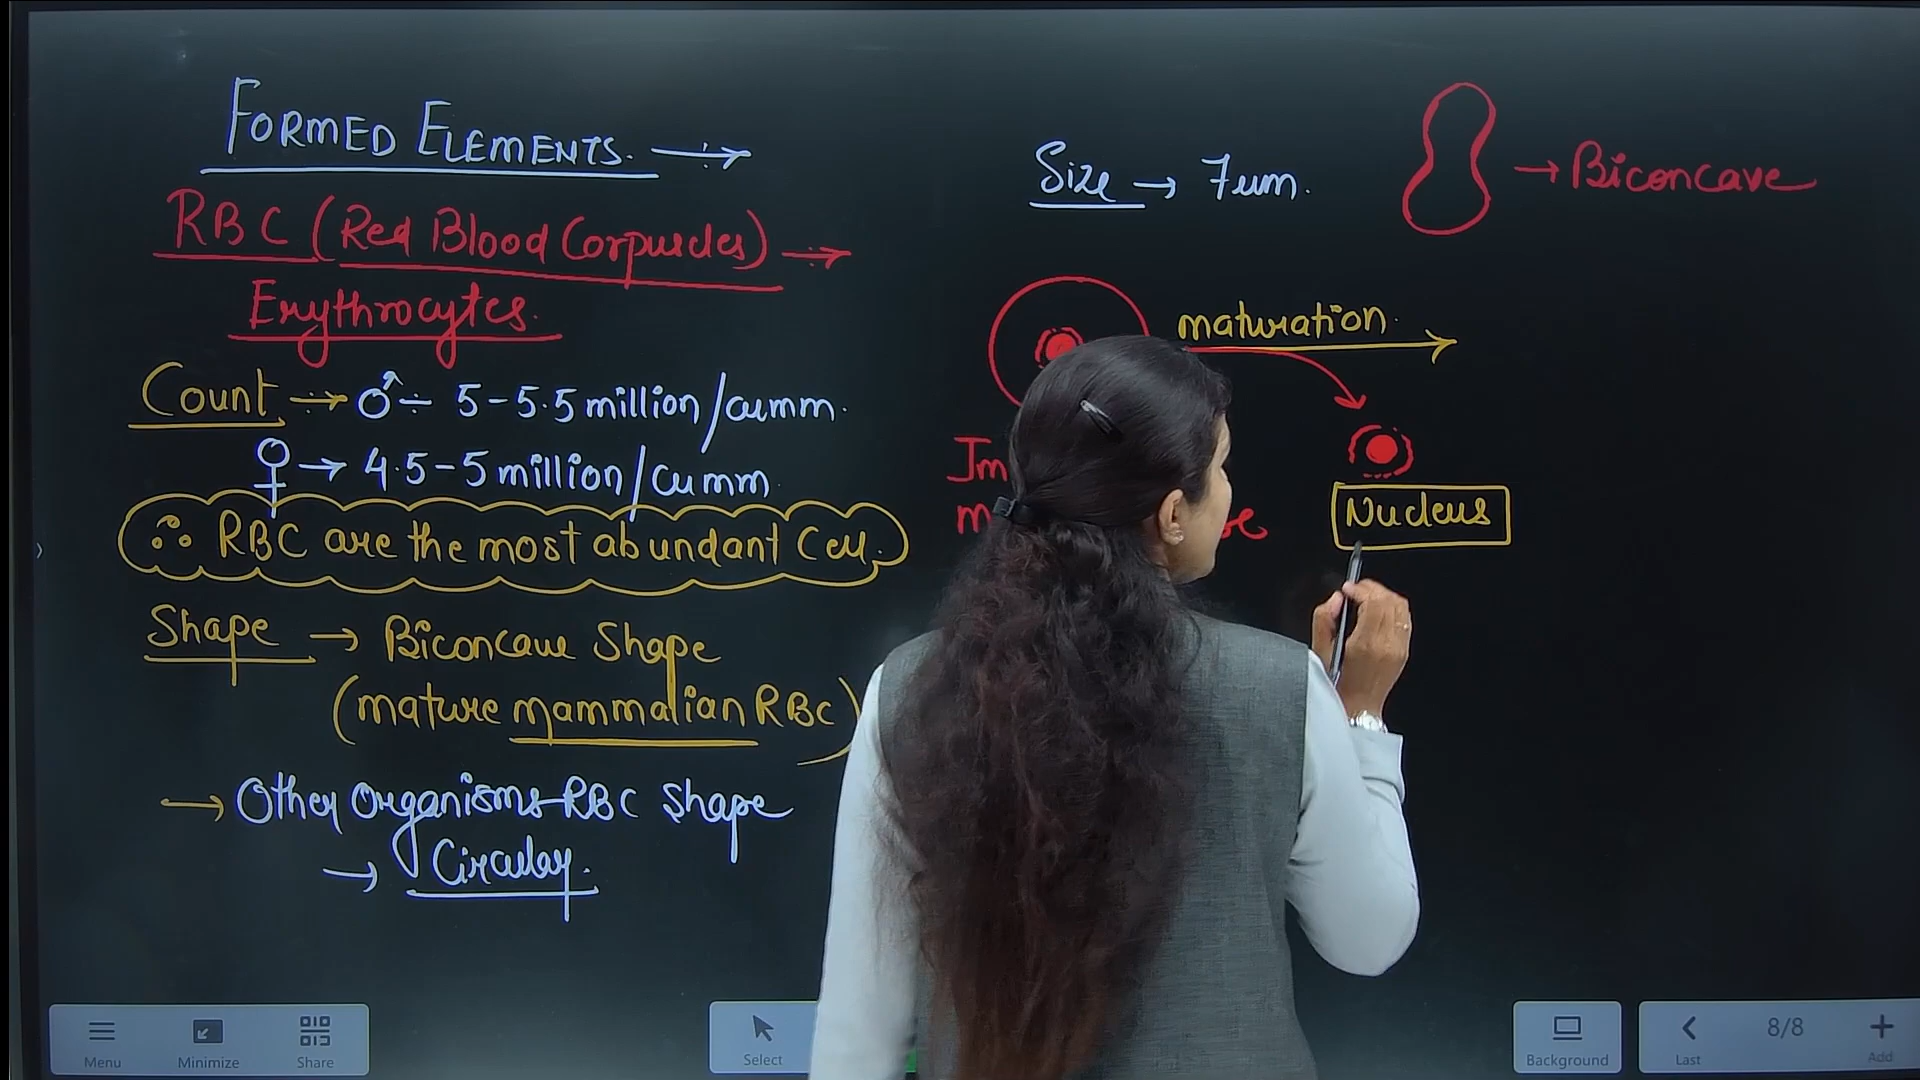 FORMED ELEMENTS. →
RBC (Red Blood Corpuscles) →
Erythrocytes.
Count → ♂ ÷ 5-5.5 million/cumm.
♀ → 4.5-5 million/cumm
∴ RBC are the most abundant Cell.
Shape → Biconcave Shape
(mature mammalian RBC)
→ Other Organisms RBC Shape
→ Circular.
Size → 7um.
→ Biconcave
maturation.
Nucleus
Menu
Minimize
Share
Select
Background
Last
8/8
Add